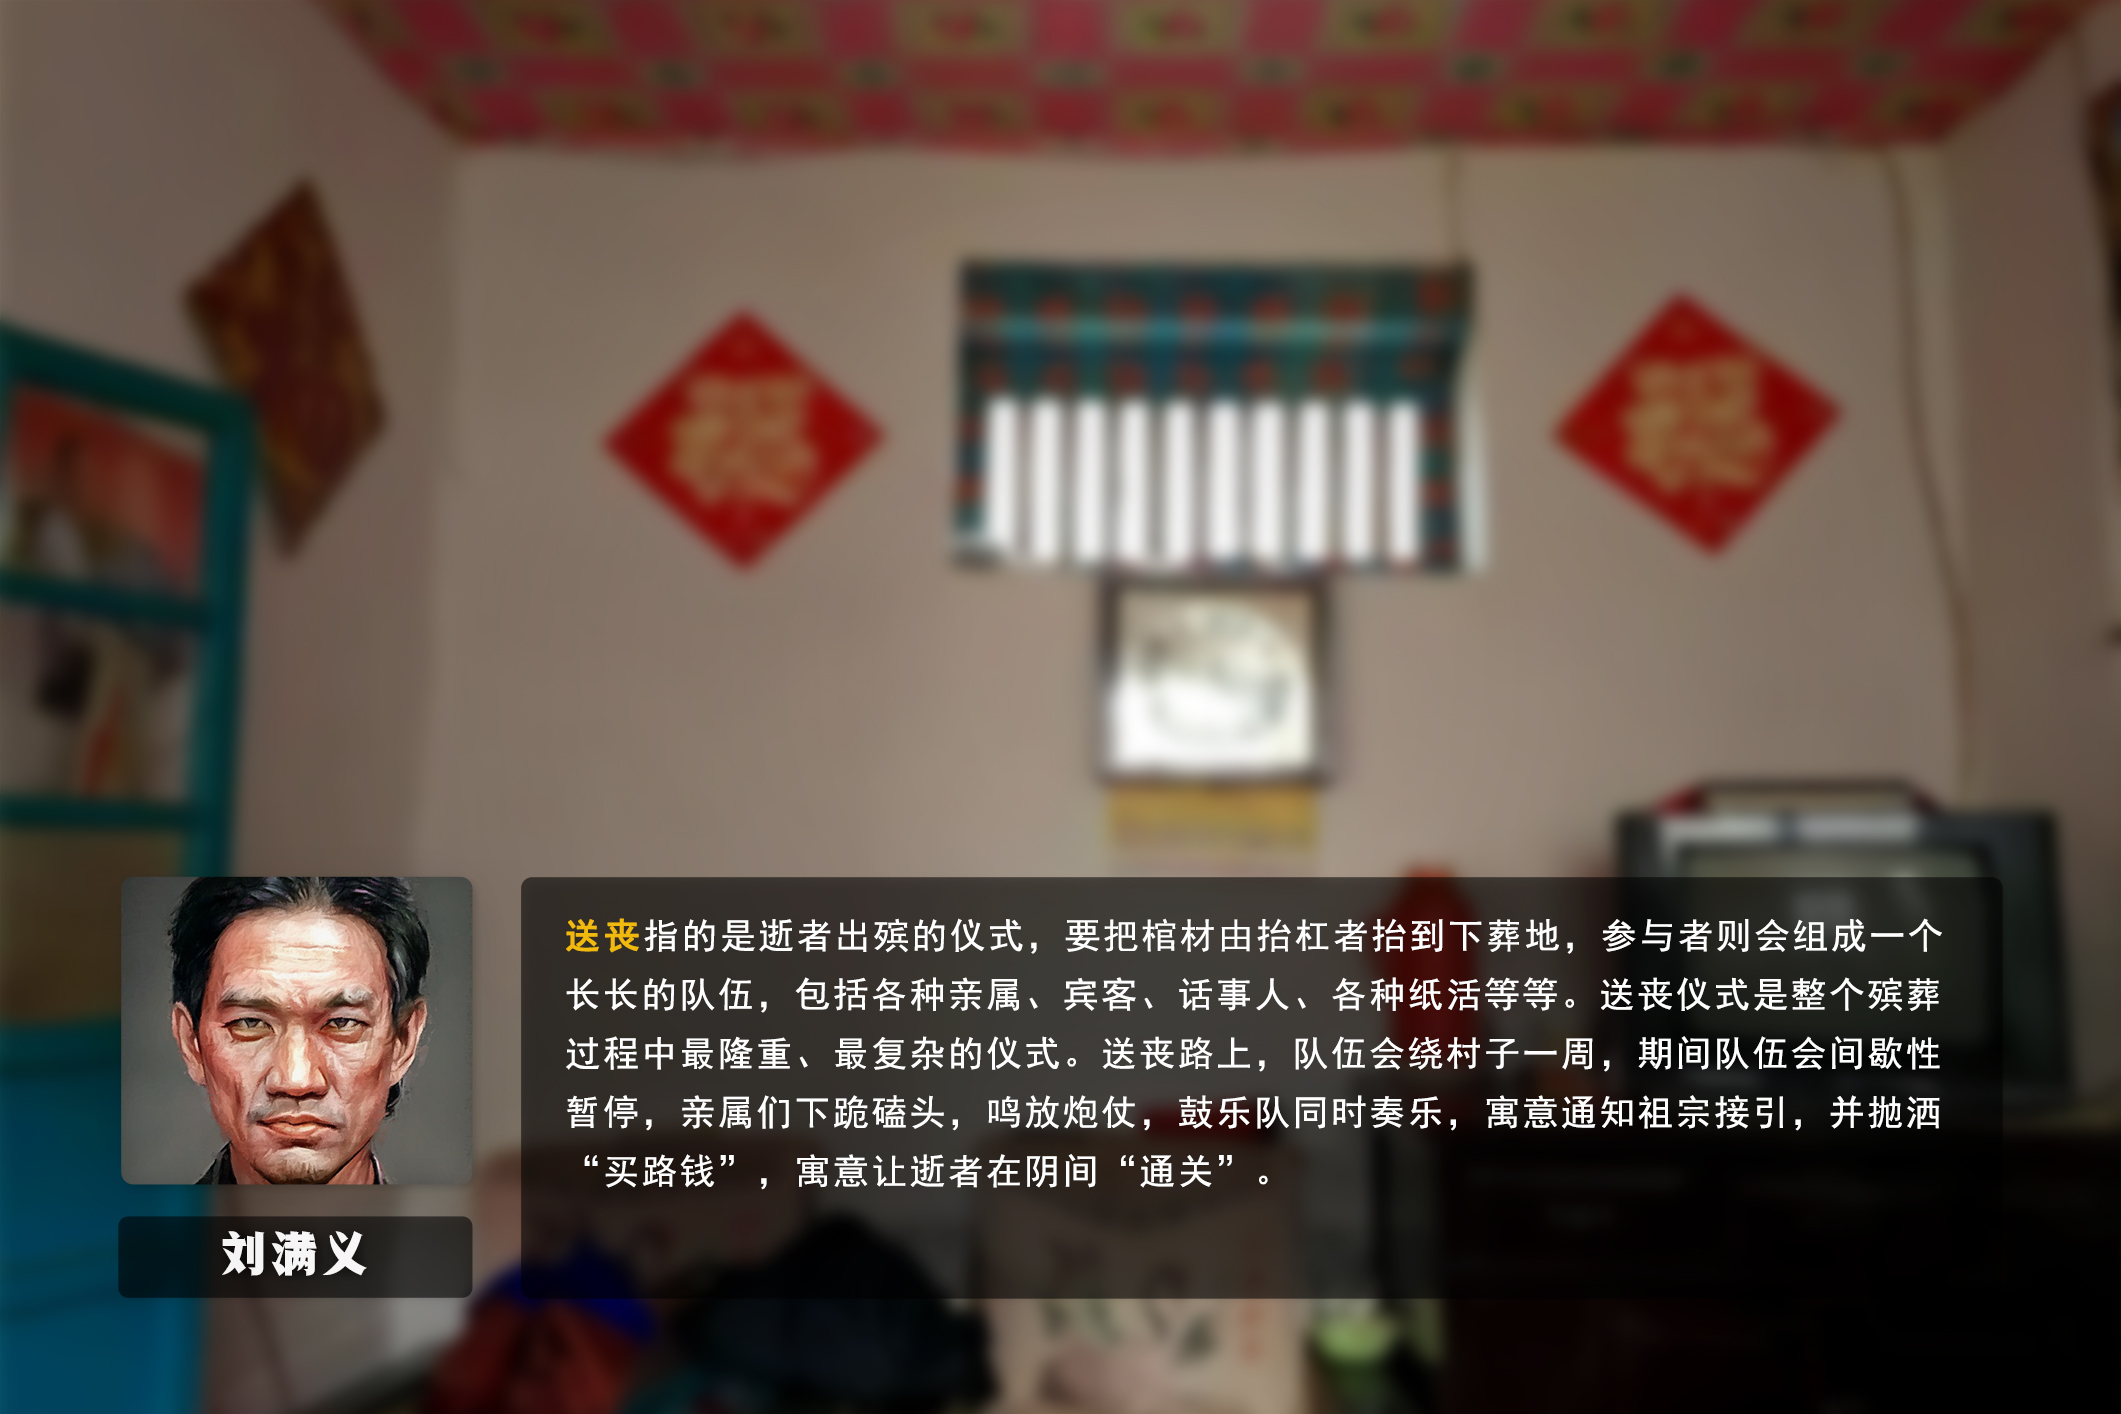 送丧指的是逝者出殡的仪式，要把棺材由抬杠者抬到下葬地，参与者则会组成一个
长长的队伍，包括各种亲属、宾客、话事人、各种纸活等等。送丧仪式是整个殡葬
过程中最隆重、最复杂的仪式。送丧路上，队伍会绕村子一周，期间队伍会间歇性
暂停，亲属们下跪磕头，鸣放炮仗，鼓乐队同时奏乐，寓意通知祖宗接引，并抛洒
“买路钱”，寓意让逝者在阴间“通关”。
刘满义